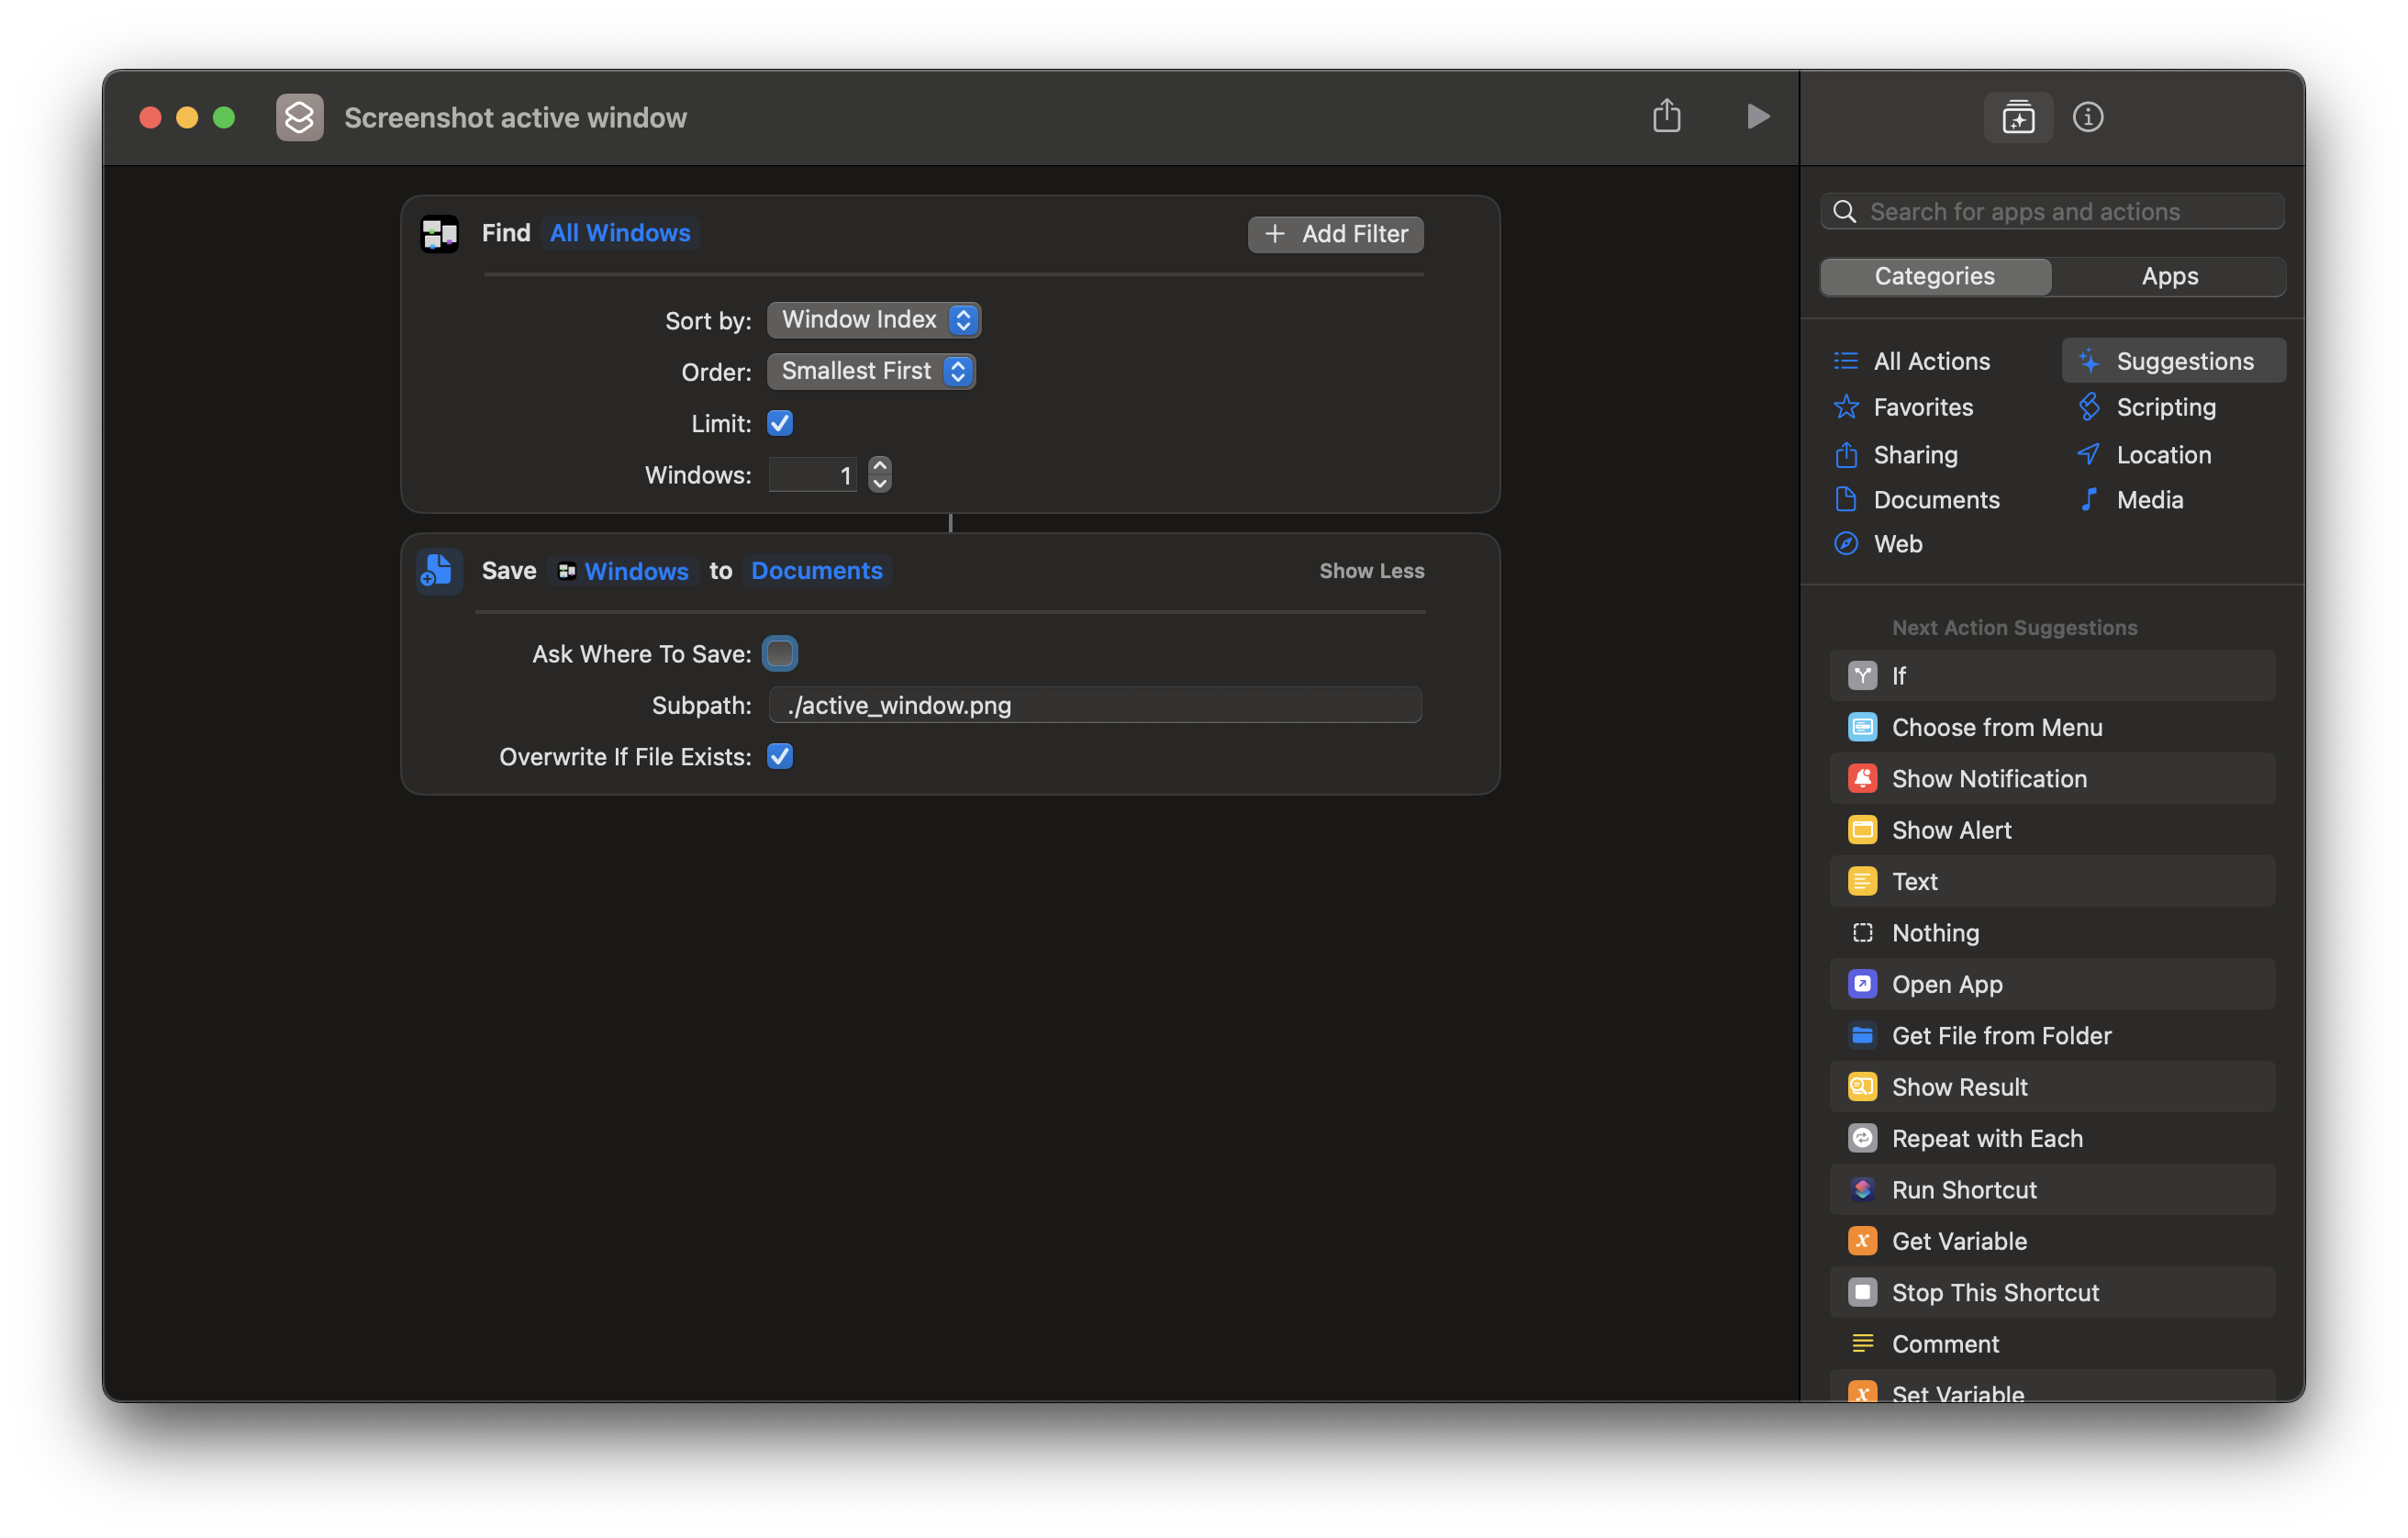 Screenshot active window
Find All Windows
Add Filter
Sort by: Window Index
Order: Smallest First
Limit:
Windows: 1
Save Windows to Documents
Show Less
Ask Where To Save:
Subpath: ./active_window.png
Overwrite If File Exists:
Search for apps and actions
Categories Apps
All Actions Suggestions
Favorites Scripting
Sharing Location
Documents Media
Web
Next Action Suggestions
If
Choose from Menu
Show Notification
Show Alert
Text
Nothing
Open App
Get File from Folder
Show Result
Repeat with Each
Run Shortcut
Get Variable
Stop This Shortcut
Comment
Set Variable